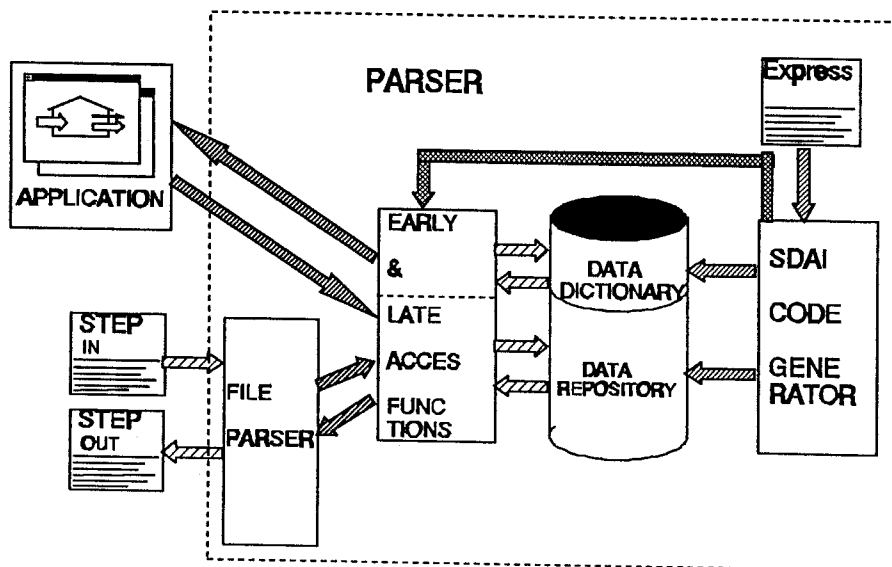 PARSER
Express
APPLICATION
EARLY
&
LATE
ACCES
FUNC
TIONS
DATA
DICTIONARY
DATA
REPOSITORY
SDAI
CODE
GENE
RATOR
STEP
IN
STEP
OUT
FILE
PARSER